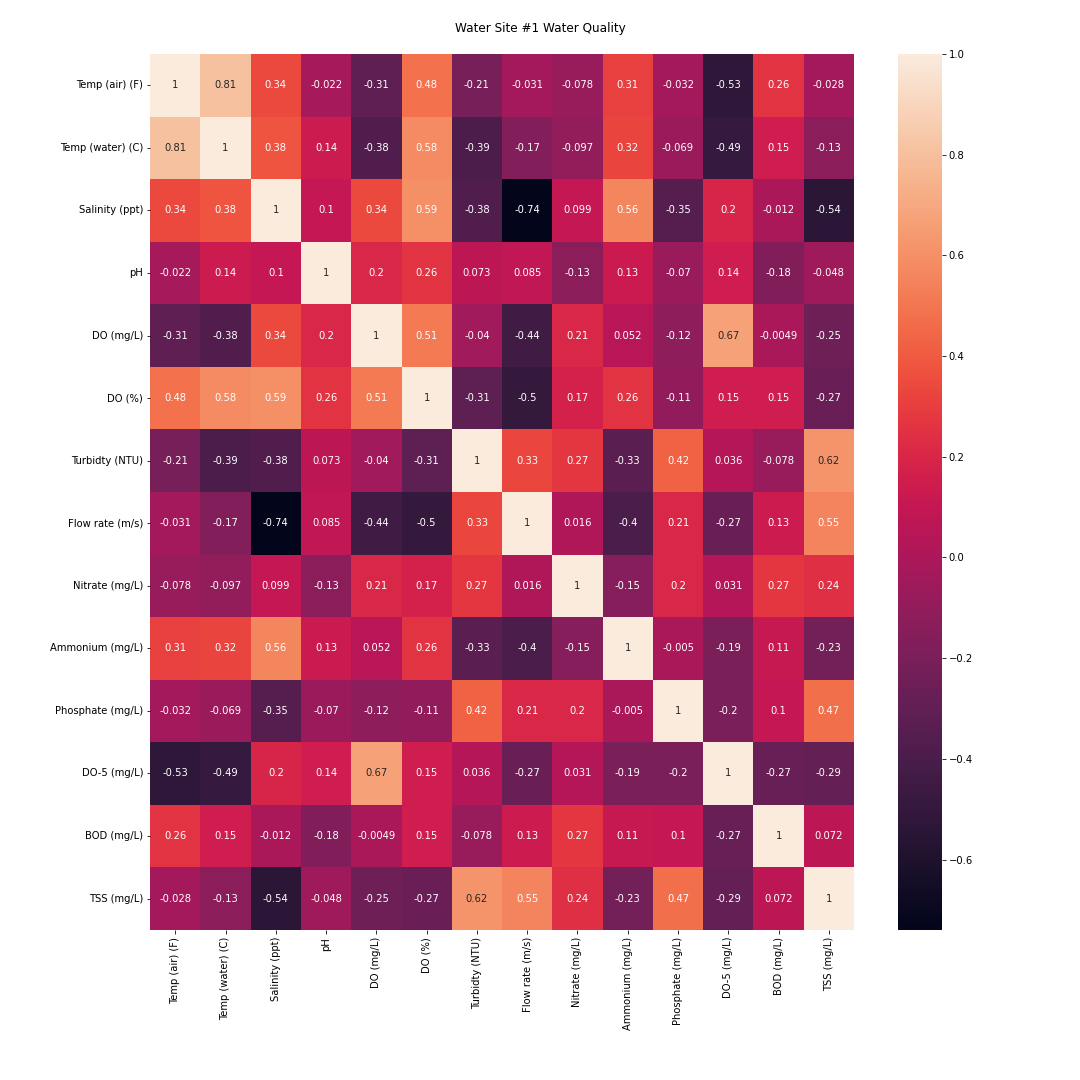 Water Site #1 Water Quality
Temp (air) (F) 1 0.81 0.34 -0.022 -0.31 0.48 -0.21 -0.031 -0.078 0.31 -0.032 -0.53 0.26 -0.028
Temp (water) (C) 0.81 1 0.38 0.14 -0.38 0.58 -0.39 -0.17 -0.097 0.32 -0.069 -0.49 0.15 -0.13
Salinity (ppt) 0.34 0.38 1 0.1 0.34 0.59 -0.38 -0.74 0.099 0.56 -0.35 0.2 -0.012 -0.54
pH -0.022 0.14 0.1 1 0.2 0.26 0.073 0.085 -0.13 0.13 -0.07 0.14 -0.18 -0.048
DO (mg/L) -0.31 -0.38 0.34 0.2 1 0.51 -0.04 -0.44 0.21 0.052 -0.12 0.67 -0.0049 -0.25
DO (%) 0.48 0.58 0.59 0.26 0.51 1 -0.31 -0.5 0.17 0.26 -0.11 0.15 0.15 -0.27
Turbidty (NTU) -0.21 -0.39 -0.38 0.073 -0.04 -0.31 1 0.33 0.27 -0.33 0.42 0.036 -0.078 0.62
Flow rate (m/s) -0.031 -0.17 -0.74 0.085 -0.44 -0.5 0.33 1 0.016 -0.4 0.21 -0.27 0.13 0.55
Nitrate (mg/L) -0.078 -0.097 0.099 -0.13 0.21 0.17 0.27 0.016 1 -0.15 0.2 0.031 0.27 0.24
Ammonium (mg/L) 0.31 0.32 0.56 0.13 0.052 0.26 -0.33 -0.4 -0.15 1 -0.005 -0.19 0.11 -0.23
Phosphate (mg/L) -0.032 -0.069 -0.35 -0.07 -0.12 -0.11 0.42 0.21 0.2 -0.005 1 -0.2 0.1 0.47
DO-5 (mg/L) -0.53 -0.49 0.2 0.14 0.67 0.15 0.036 -0.27 0.031 -0.19 -0.2 1 -0.27 -0.29
BOD (mg/L) 0.26 0.15 -0.012 -0.18 -0.0049 0.15 -0.078 0.13 0.27 0.11 0.1 -0.27 1 0.072
TSS (mg/L) -0.028 -0.13 -0.54 -0.048 -0.25 -0.27 0.62 0.55 0.24 -0.23 0.47 -0.29 0.072 1
Temp (air) (F)
Temp (water) (C)
Salinity (ppt)
pH
DO (mg/L)
DO (%)
Turbidty (NTU)
Flow rate (m/s)
Nitrate (mg/L)
Ammonium (mg/L)
Phosphate (mg/L)
DO-5 (mg/L)
BOD (mg/L)
TSS (mg/L)
1.0
0.8
0.6
0.4
0.2
0.0
−0.2
−0.4
−0.6